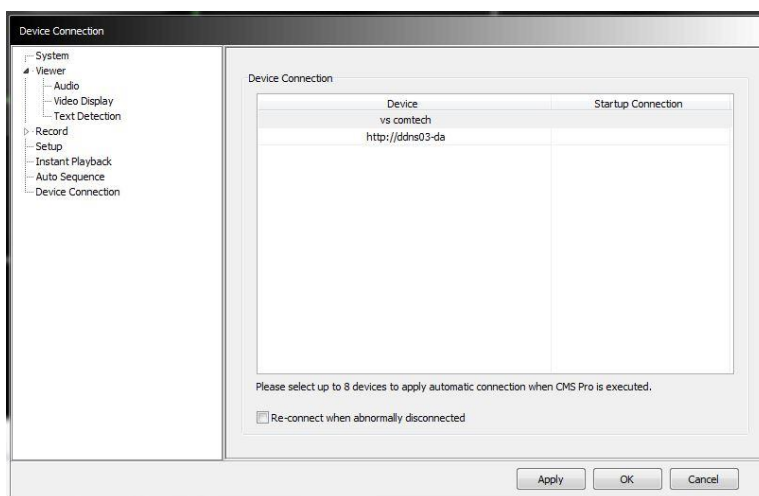 Device Connection
System
Viewer
Audio
Video Display
Text Detection
Record
Setup
Instant Playback
Auto Sequence
Device Connection
Device Connection
Device Startup Connection
vs comtech
http://ddns03-da
Please select up to 8 devices to apply automatic connection when CMS Pro is executed.
Re-connect when abnormally disconnected
Apply OK Cancel